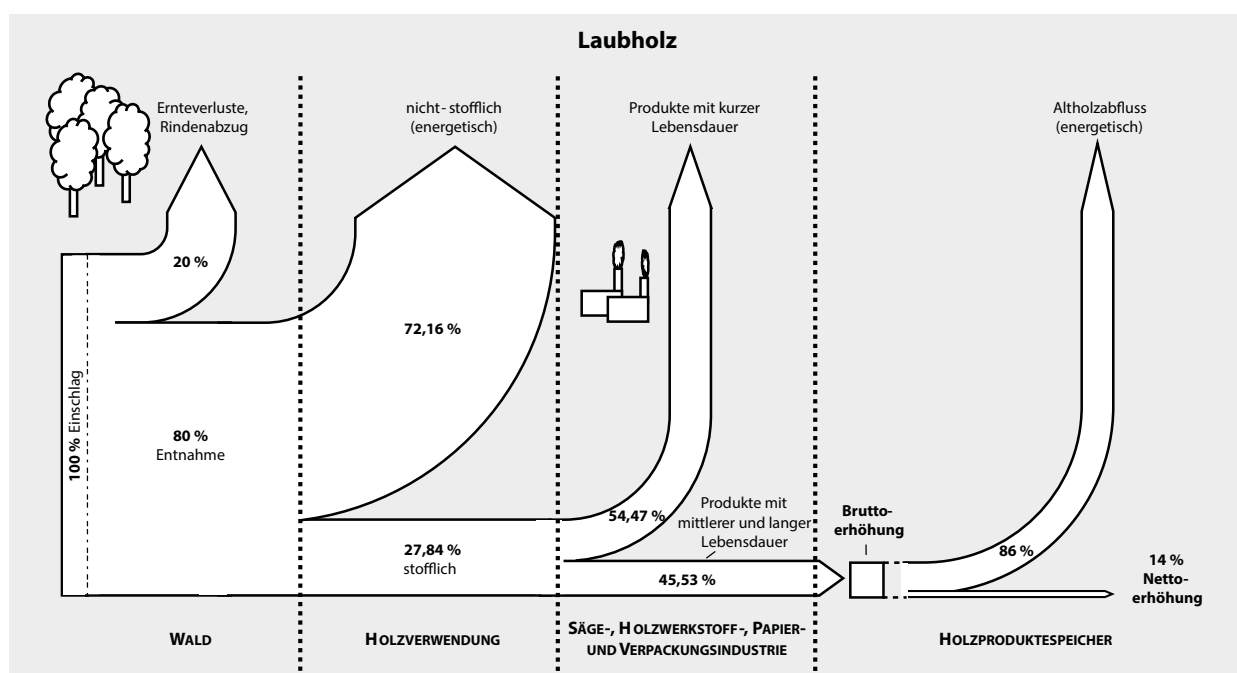 Laubholz
Ernteverluste,
Rindenabzug
nicht-stofflich
(energetisch)
Produkte mit kurzer
Lebensdauer
Altholzabfluss
(energetisch)
20 %
72,16 %
100 % Einschlag
80 %
Entnahme
54,47 %
Produkte mit
mittlerer und langer
Lebensdauer
Brutto-
erhöhung
27,84 %
stofflich
45,53 %
86 %
14 %
Netto-
erhöhung
WALD
HOLZVERWENDUNG
SÄGE-, HOLZWERKSTOFF-, PAPIER-
UND VERPACKUNGSINDUSTRIE
HOLZPRODUKTESPEICHER